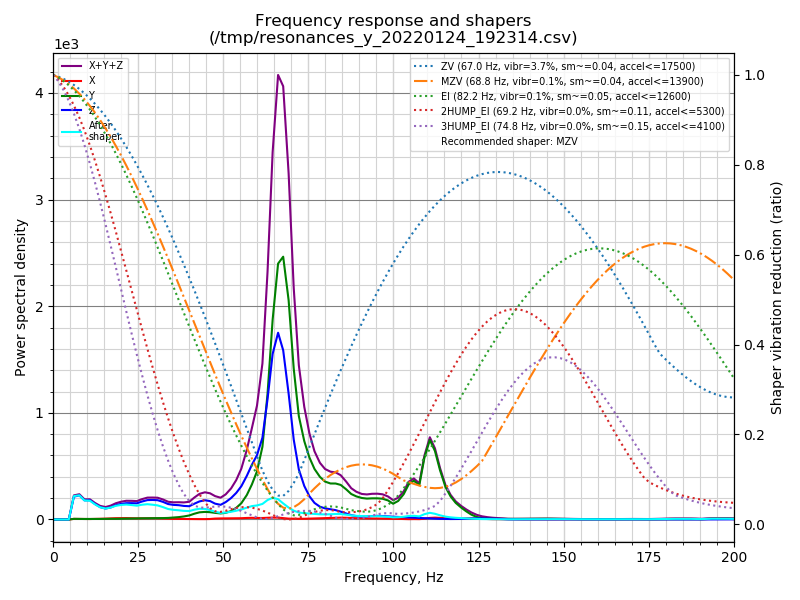 Frequency response and shapers
(/tmp/resonances_y_20220124_192314.csv)
1e3
X+Y+Z
X
Y
Z
After
shaper
ZV (67.0 Hz, vibr=3.7%, sm~=0.04, accel<=17500)
MZV (68.8 Hz, vibr=0.1%, sm~=0.04, accel<=13900)
EI (82.2 Hz, vibr=0.1%, sm~=0.05, accel<=12600)
2HUMP_EI (69.2 Hz, vibr=0.0%, sm~=0.11, accel<=5300)
3HUMP_EI (74.8 Hz, vibr=0.0%, sm~=0.15, accel<=4100)
Recommended shaper: MZV
Power spectral density
4
3
2
1
0
1.0
0.8
0.6
0.4
0.2
0.0
Shaper vibration reduction (ratio)
0 25 50 75 100 125 150 175 200
Frequency, Hz